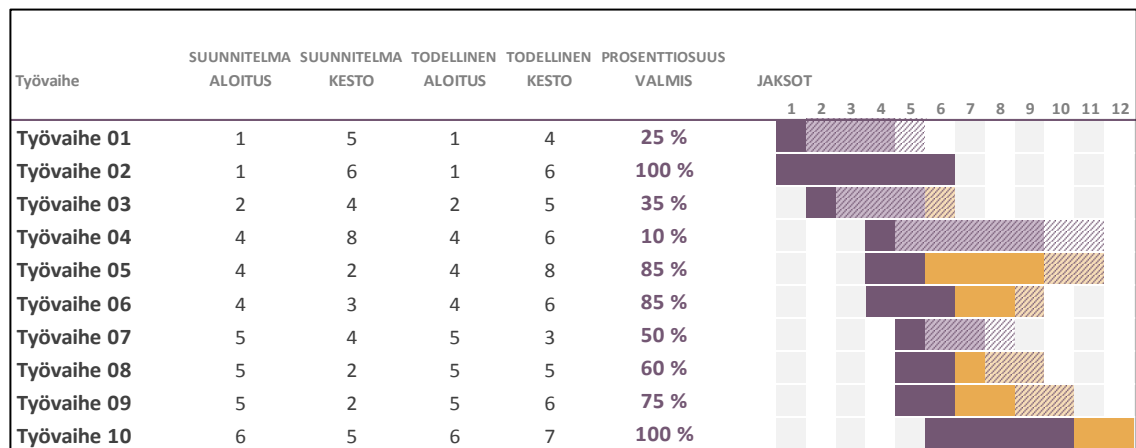 SUUNNITELMA SUUNNITELMA TODELLINEN TODELLINEN PROSENTTIOSUUS
Työvaihe ALOITUS KESTO ALOITUS KESTO VALMIS JAKSOT
1 2 3 4 5 6 7 8 9 10 11 12
Työvaihe 01 1 5 1 4 25 %
Työvaihe 02 1 6 1 6 100 %
Työvaihe 03 2 4 2 5 35 %
Työvaihe 04 4 8 4 6 10 %
Työvaihe 05 4 2 4 8 85 %
Työvaihe 06 4 3 4 6 85 %
Työvaihe 07 5 4 5 3 50 %
Työvaihe 08 5 2 5 5 60 %
Työvaihe 09 5 2 5 6 75 %
Työvaihe 10 6 5 6 7 100 %